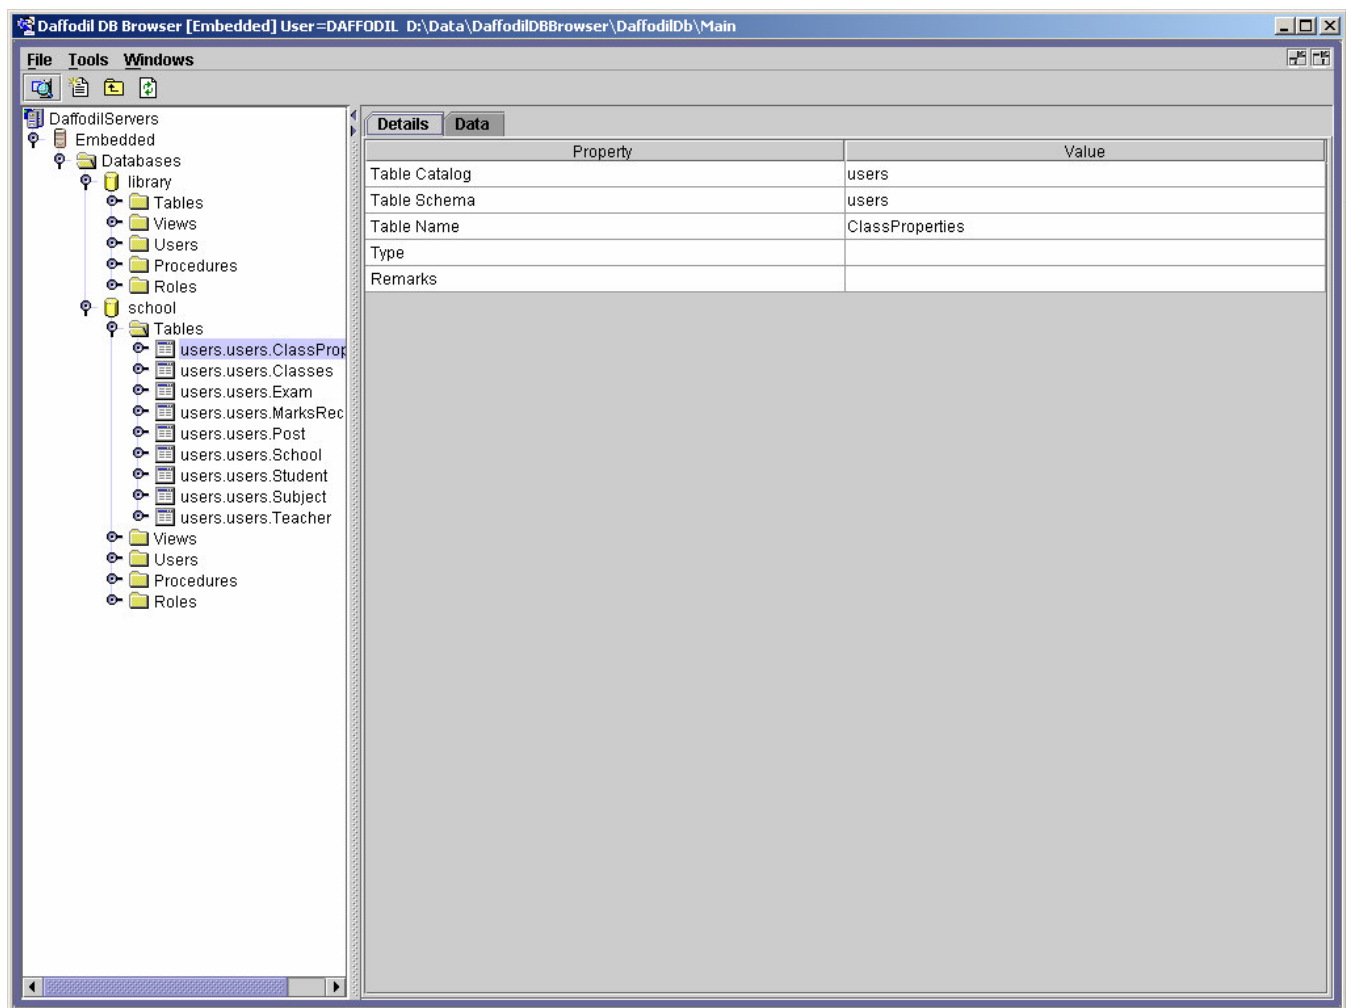 Daffodil DB Browser [Embedded] User=DAFFODIL D:\Data\DaffodilDBBrowser\DaffodilDb\Main
File Tools Windows
DaffodilServers
Embedded
Databases
library
Tables
Views
Users
Procedures
Roles
school
Tables
users.users.ClassProp
users.users.Classes
users.users.Exam
users.users.MarksRec
users.users.Post
users.users.School
users.users.Student
users.users.Subject
users.users.Teacher
Views
Users
Procedures
Roles
Details Data
Property Value
Table Catalog users
Table Schema users
Table Name ClassProperties
Type
Remarks